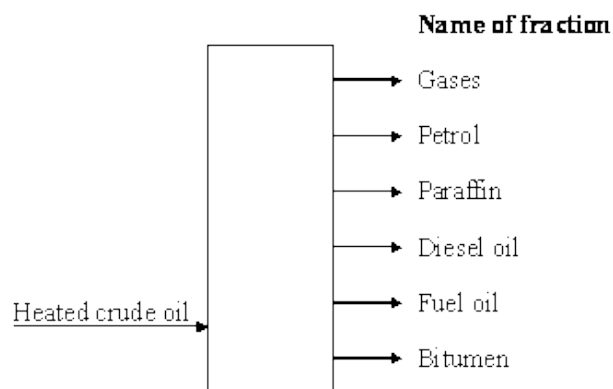 Name of fraction
Gases
Petrol
Paraffin
Diesel oil
Heated crude oil
Fuel oil
Bitumen